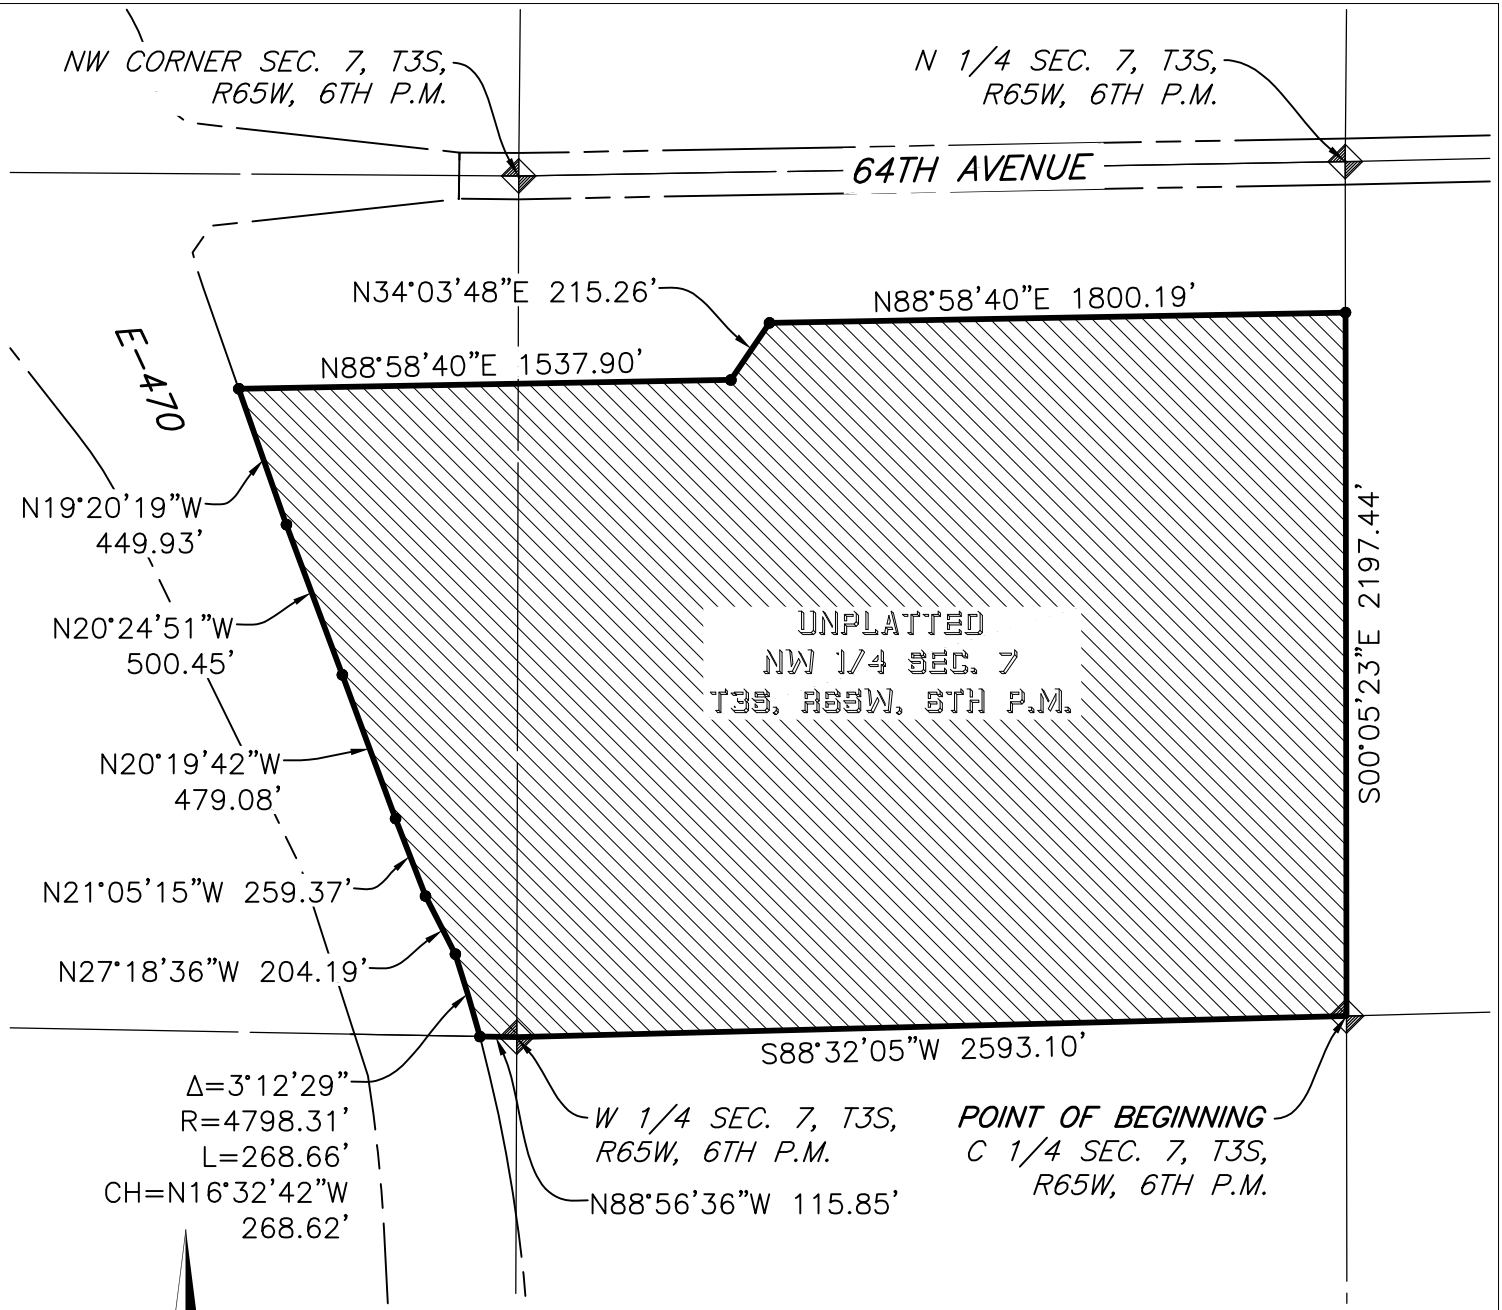 NW CORNER SEC. 7, T3S,
R65W, 6TH P.M.
N 1/4 SEC. 7, T3S,
R65W, 6TH P.M.
64TH AVENUE
N34°03'48"E 215.26'
N88°58'40"E 1800.19'
E-470
N88°58'40"E 1537.90'
N19°20'19"W
449.93'
S00°05'23"E 2197.44'
N20°24'51"W
500.45'
UNPLATTED
NW 1/4 SEC. 7
T3S, R65W, 6TH P.M.
N20°19'42"W
479.08'
N21°05'15"W 259.37'
N27°18'36"W 204.19'
S88°32'05"W 2593.10'
Δ=3°12'29"
R=4798.31'
L=268.66'
CH=N16°32'42"W
268.62'
W 1/4 SEC. 7, T3S,
R65W, 6TH P.M.
N88°56'36"W 115.85'
POINT OF BEGINNING
C 1/4 SEC. 7, T3S,
R65W, 6TH P.M.